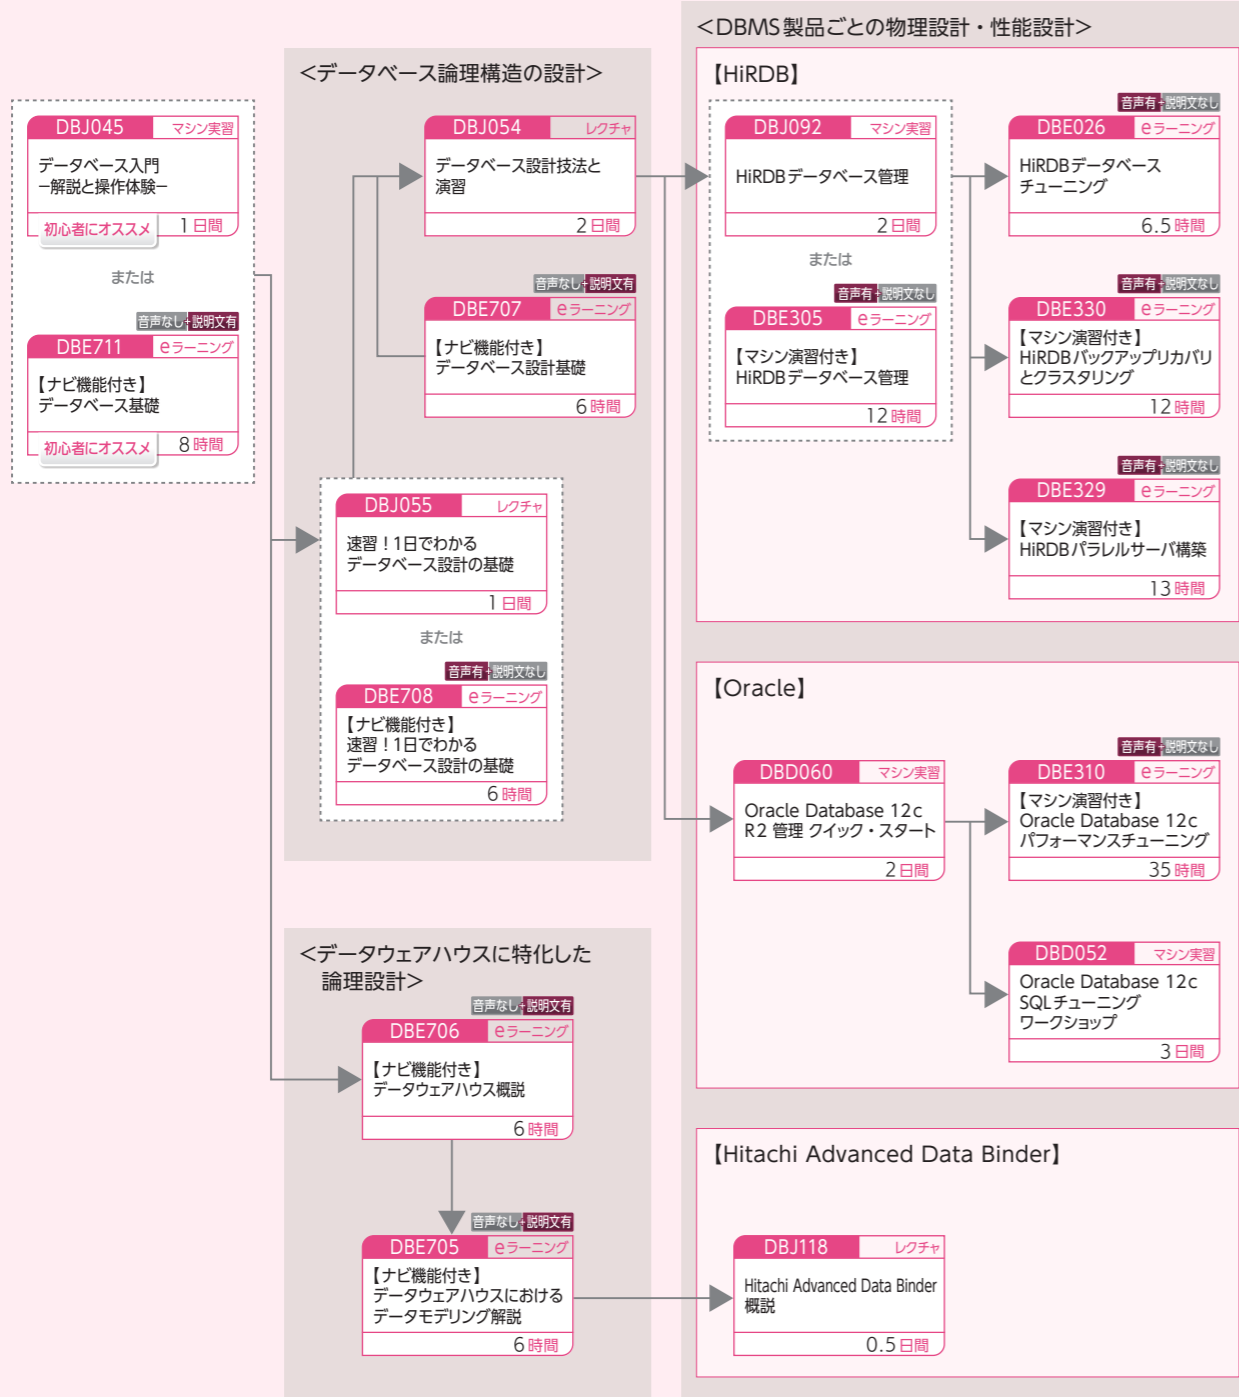 DBJ045 マシン実習
データベース入門
−解説と操作体験−
初心者にオススメ 1日間
または
音声なし+説明文有
DBE711 eラーニング
【ナビ機能付き】
データベース基礎
初心者にオススメ 8時間
<データベース論理構造の設計>
DBJ054 レクチャ
データベース設計技法と
演習
2日間
音声なし+説明文有
DBE707 eラーニング
【ナビ機能付き】
データベース設計基礎
6時間
DBJ055 レクチャ
速習！1日でわかる
データベース設計の基礎
1日間
または
音声有+説明文なし
DBE708 eラーニング
【ナビ機能付き】
速習！1日でわかる
データベース設計の基礎
6時間
<データウェアハウスに特化した
論理設計>
音声なし+説明文有
DBE706 eラーニング
【ナビ機能付き】
データウェアハウス概説
6時間
音声なし+説明文有
DBE705 eラーニング
【ナビ機能付き】
データウェアハウスにおける
データモデリング解説
6時間
<DBMS製品ごとの物理設計・性能設計>
【HiRDB】
DBJ092 マシン実習
HiRDBデータベース管理
2日間
または
音声有+説明文なし
DBE305 eラーニング
【マシン演習付き】
HiRDBデータベース管理
12時間
音声有+説明文なし
DBE026 eラーニング
HiRDBデータベース
チューニング
6.5時間
音声有+説明文なし
DBE330 eラーニング
【マシン演習付き】
HiRDBバックアップリカバリ
とクラスタリング
12時間
音声有+説明文なし
DBE329 eラーニング
【マシン演習付き】
HiRDBパラレルサーバ構築
13時間
【Oracle】
DBD060 マシン実習
Oracle Database 12c
R2 管理 クイック・スタート
2日間
音声有+説明文なし
DBE310 eラーニング
【マシン演習付き】
Oracle Database 12c
パフォーマンスチューニング
35時間
DBD052 マシン実習
Oracle Database 12c
SQLチューニング
ワークショップ
3日間
【Hitachi Advanced Data Binder】
DBJ118 レクチャ
Hitachi Advanced Data Binder
概説
0.5日間